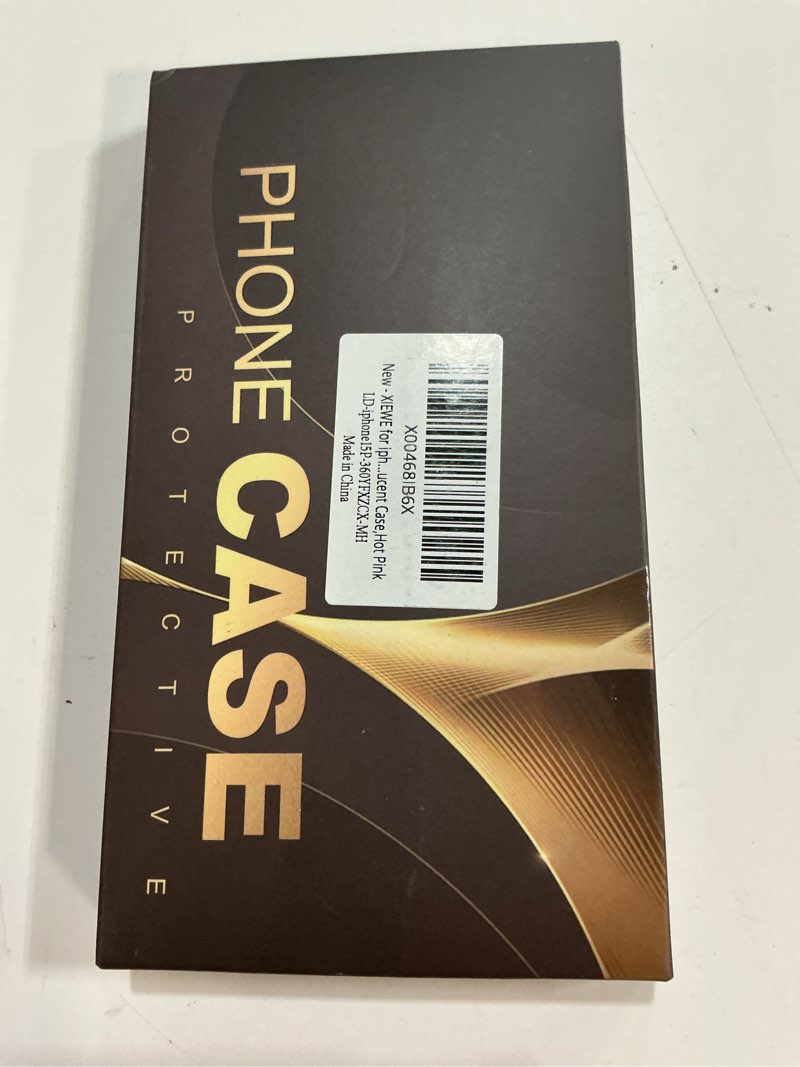 PHONE CASE
PROTECTIVE
X00468IB6X
New - XIEWE for iph...ucent Case,Hot Pink
LD-iphone15P-360YFXZCX-MH
Made in China